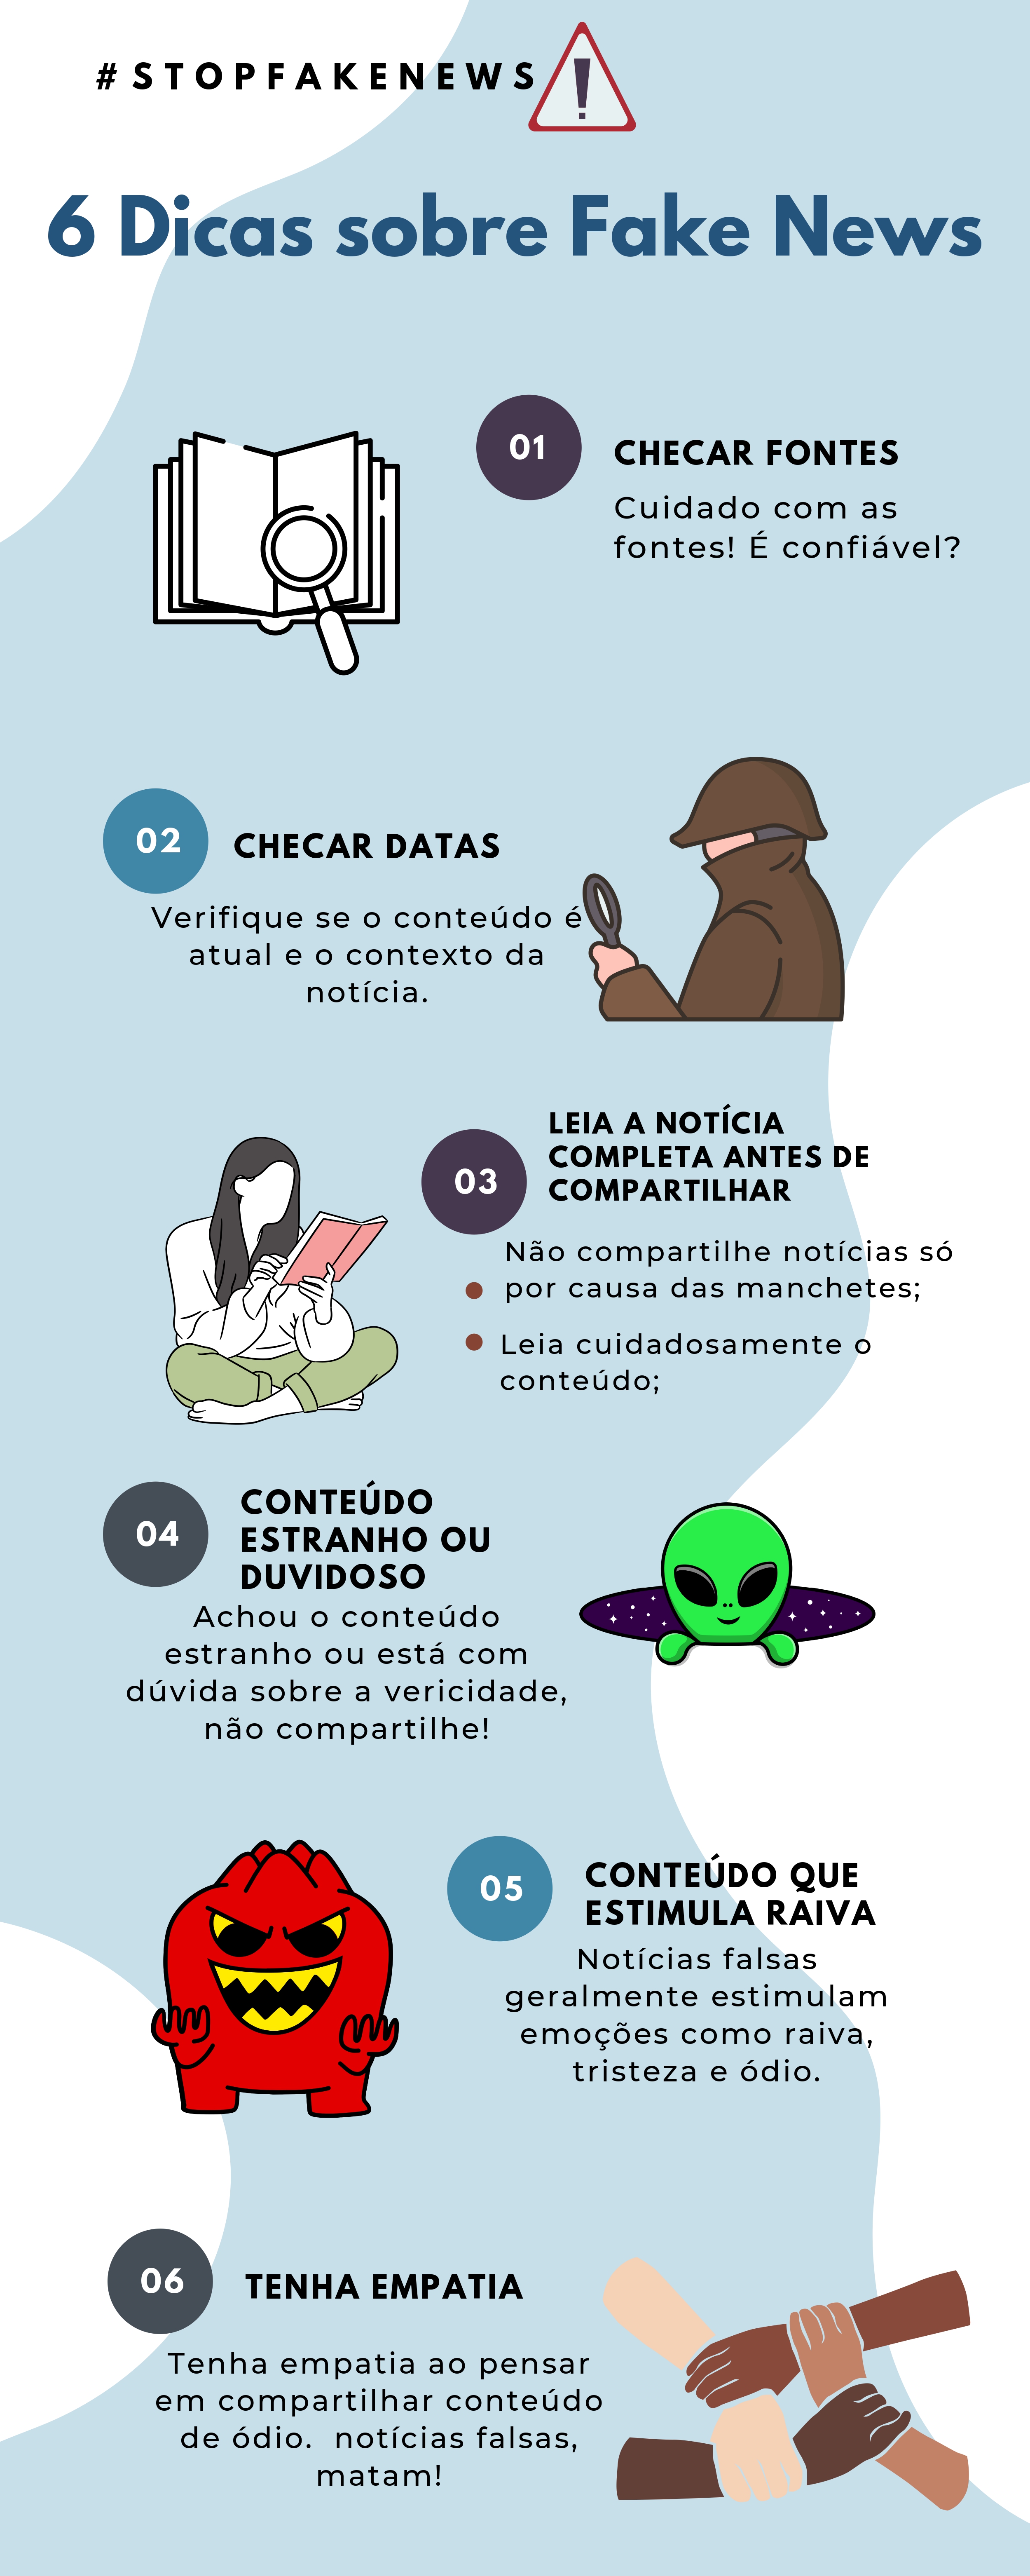 #STOPFAKENEWS
6 Dicas sobre Fake News
01
CHECAR FONTES
Cuidado com as
fontes! É confiável?
02
CHECAR DATAS
Verifique se o conteúdo é
atual e o contexto da
notícia.
03
LEIA A NOTÍCIA
COMPLETA ANTES DE
COMPARTILHAR
Não compartilhe notícias só
por causa das manchetes;
Leia cuidadosamente o
conteúdo;
04
CONTEÚDO
ESTRANHO OU
DUVIDOSO
Achou o conteúdo
estranho ou está com
dúvida sobre a vericidade,
não compartilhe!
05
CONTEÚDO QUE
ESTIMULA RAIVA
Notícias falsas
geralmente estimulam
emoções como raiva,
tristeza e ódio.
06
TENHA EMPATIA
Tenha empatia ao pensar
em compartilhar conteúdo
de ódio.  notícias falsas,
matam!